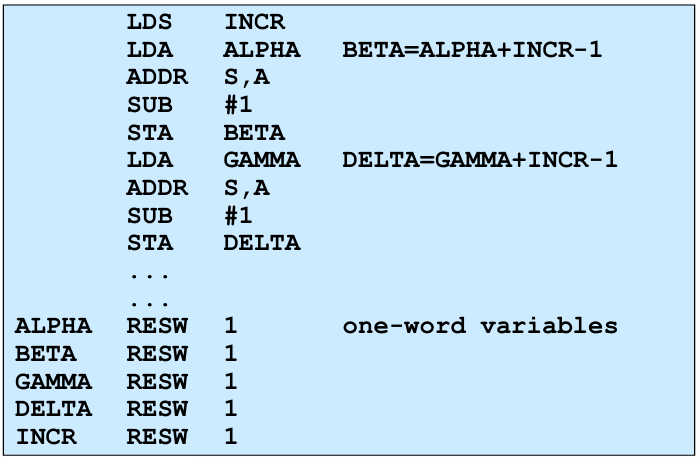 LDS INCR
LDA ALPHA BETA=ALPHA+INCR-1
ADDR S,A
SUB #1
STA BETA
LDA GAMMA DELTA=GAMMA+INCR-1
ADDR S,A
SUB #1
STA DELTA
...
...
ALPHA RESW 1 one-word variables
BETA RESW 1
GAMMA RESW 1
DELTA RESW 1
INCR RESW 1